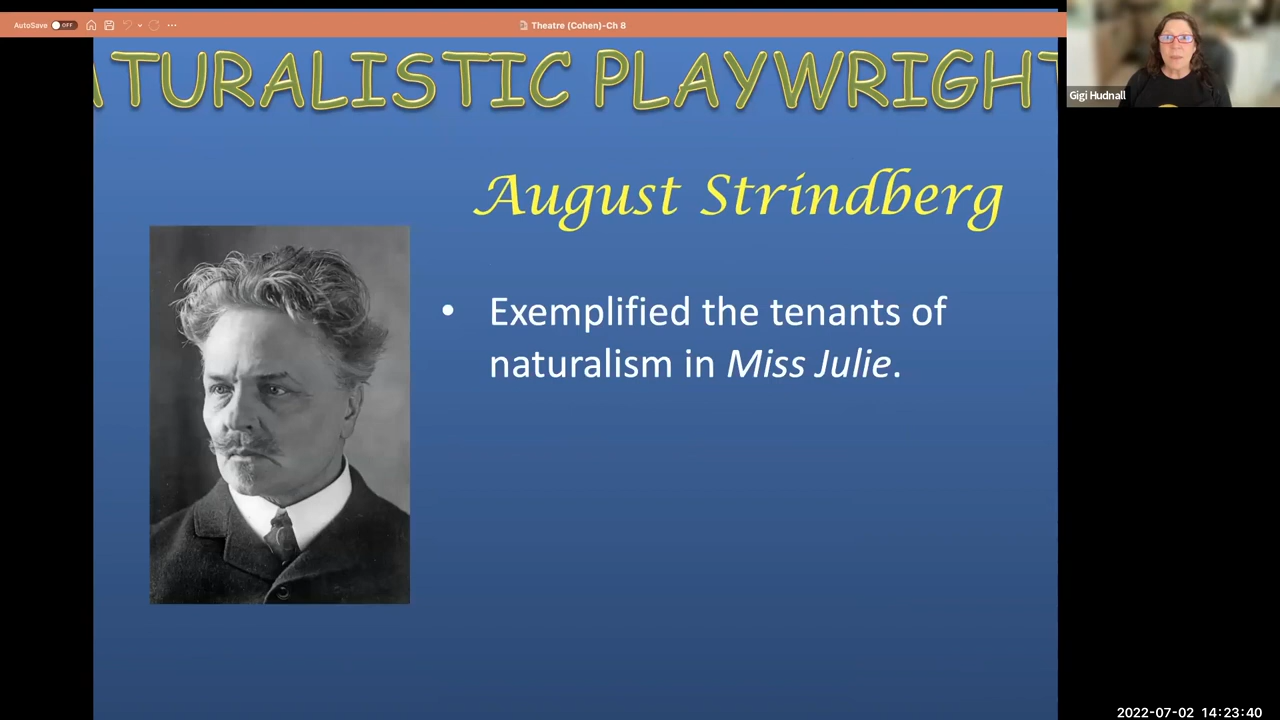 AutoSave OFF
Theatre (Cohen)-Ch 8
ATURALISTIC PLAYWRIGHT
Gigi Hudnall
August Strindberg
• Exemplified the tenants of
naturalism in Miss Julie.
2022-07-02 14:23:40